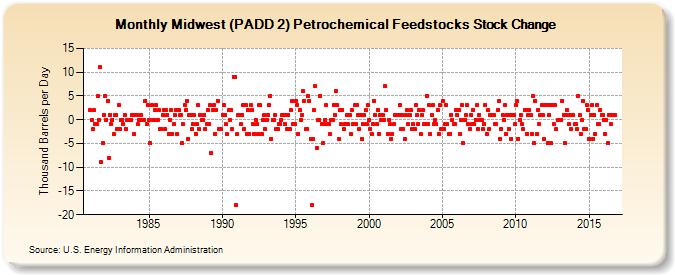 Monthly Midwest (PADD 2) Petrochemical Feedstocks Stock Change
Thousand Barrels per Day
15
10
5
0
-5
-10
-15
-20
1985 1990 1995 2000 2005 2010 2015
Source: U.S. Energy Information Administration